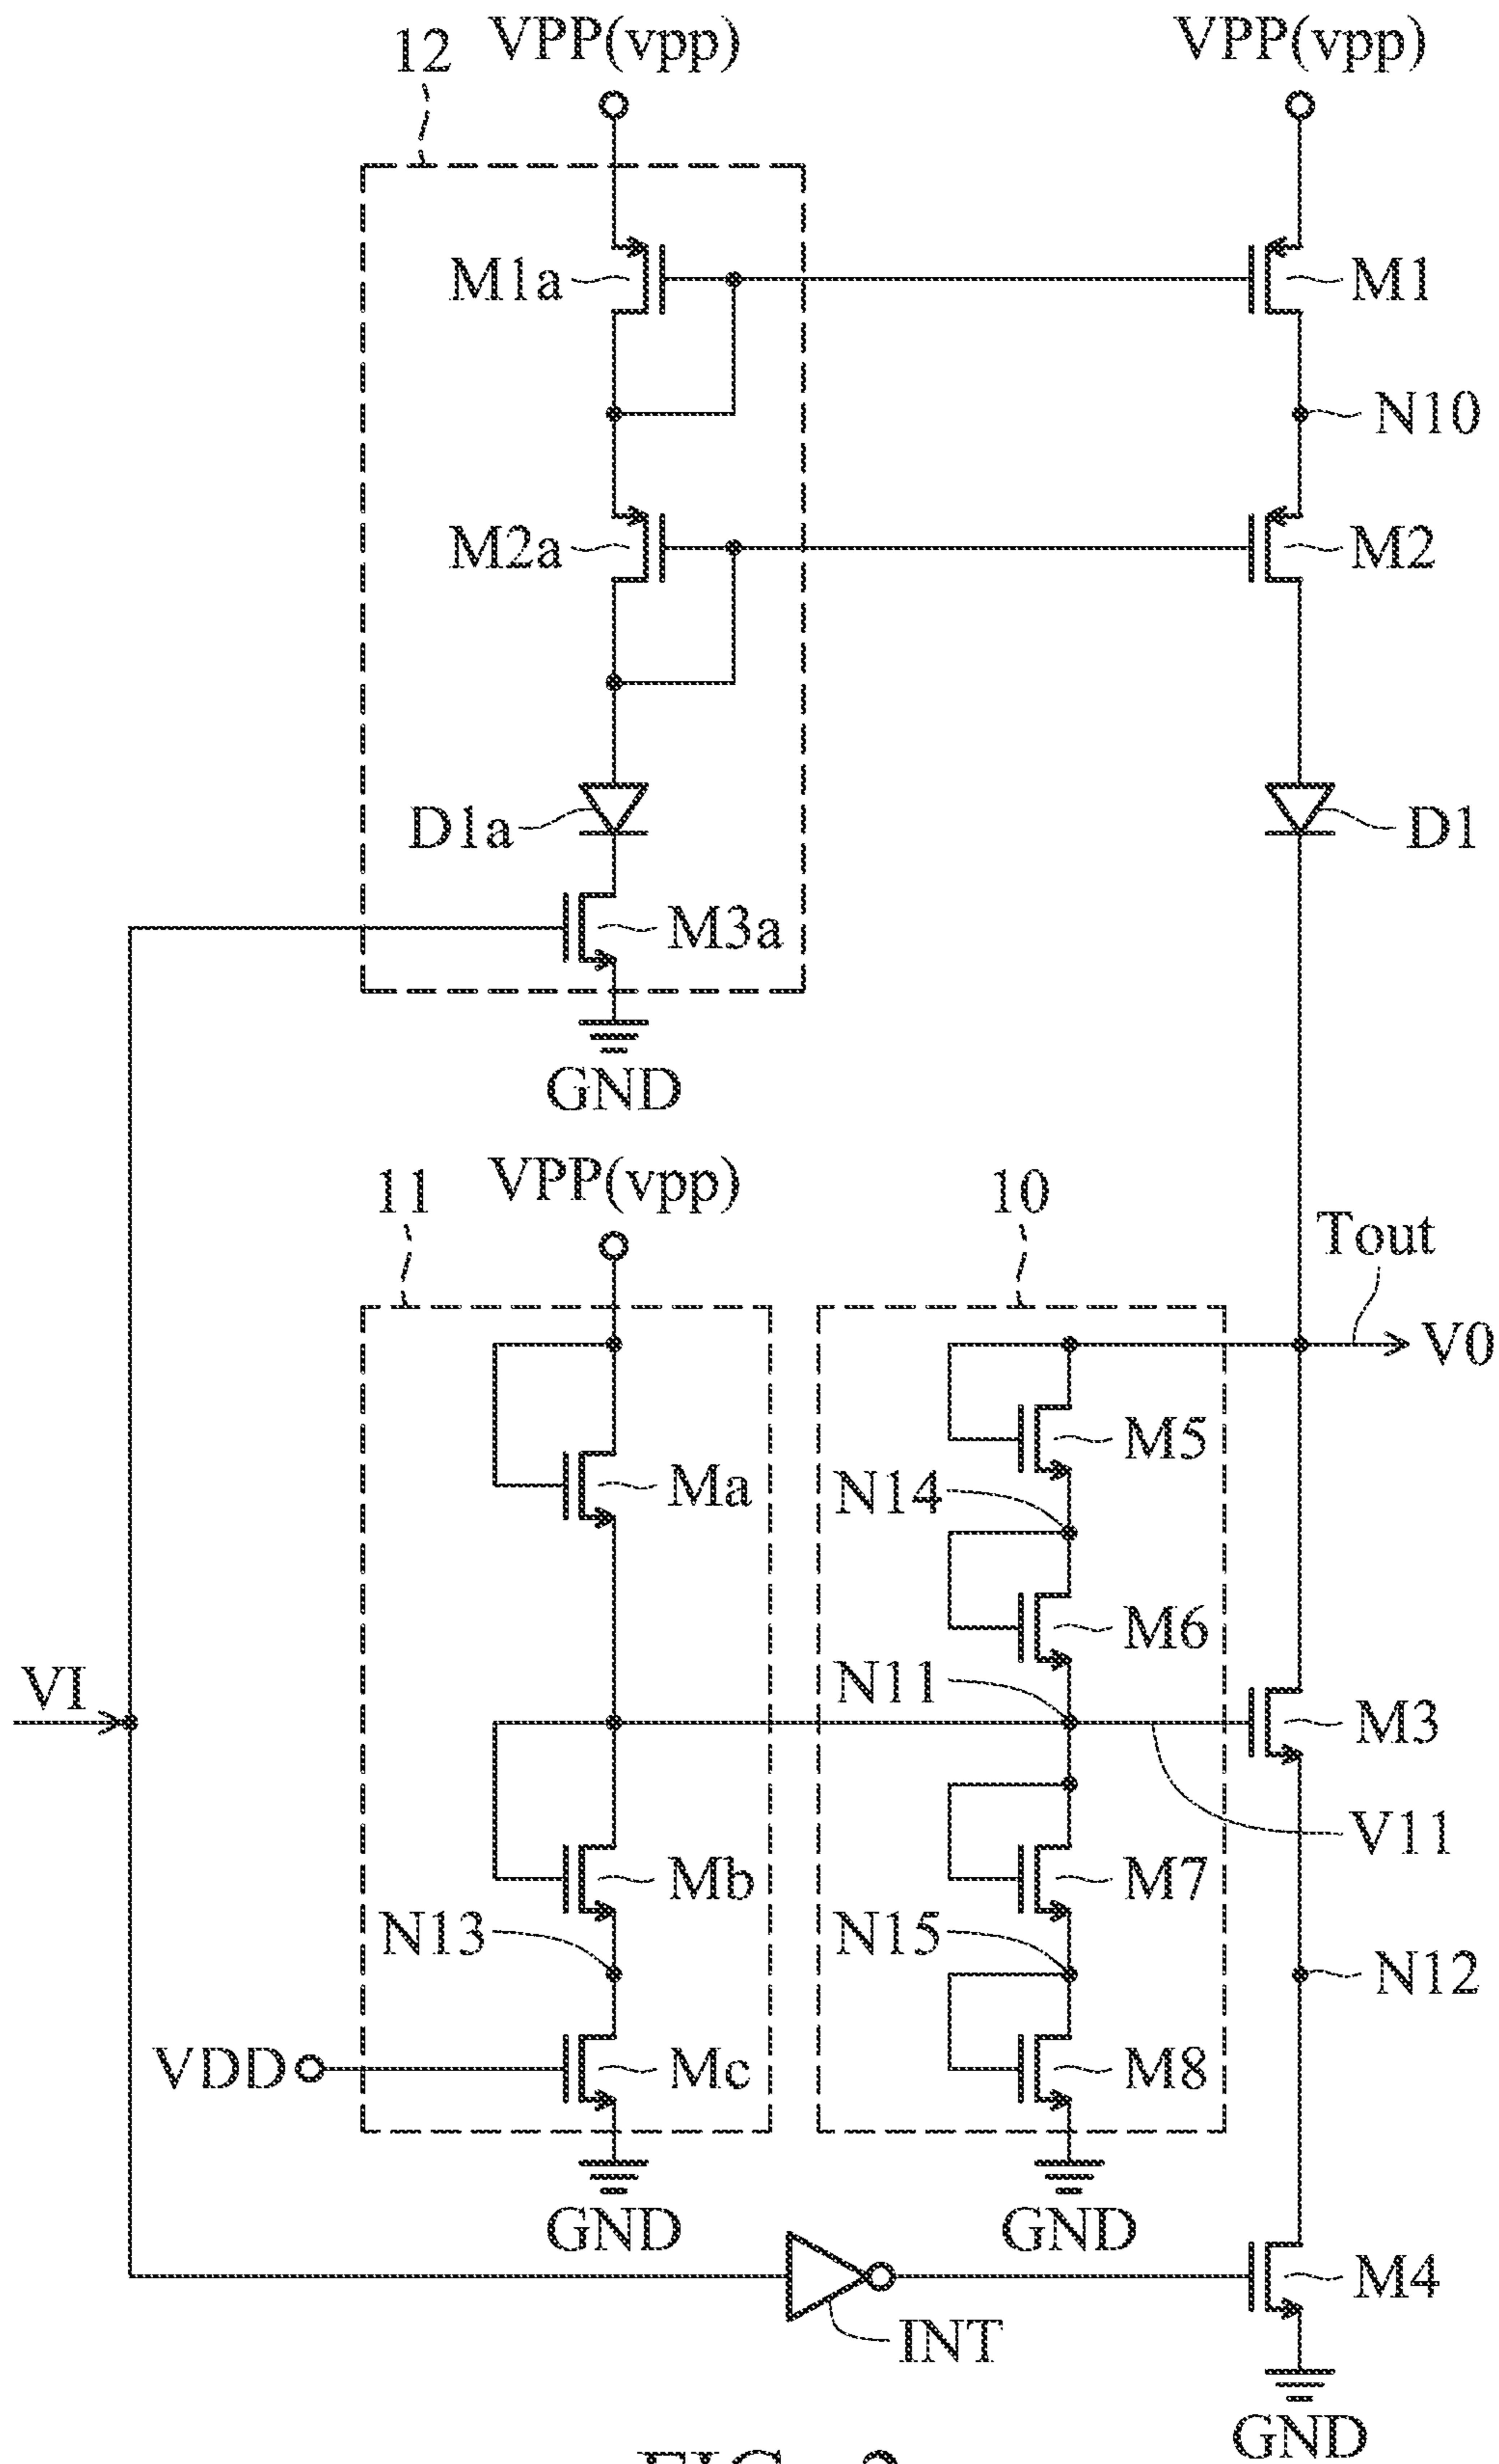 12 VPP(vpp) VPP(vpp)
M1a M1
N10
M2a M2
D1a D1
M3a
GND
11 VPP(vpp) 10
Tout
V0
M5
Ma
N14
M6
N11
VI
M3
V11
Mb M7
N13 N15
N12
VDD Mc M8
GND GND
M4
INT
GND